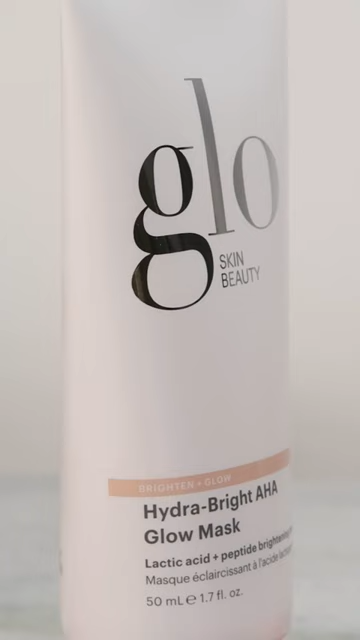 glo
SKIN
BEAUTY
BRIGHTEN + GLOW
Hydra-Bright AHA
Glow Mask
Lactic acid + peptide brightening
Masque éclaircissant à l'acide
50 mL e 1.7 fl. oz.